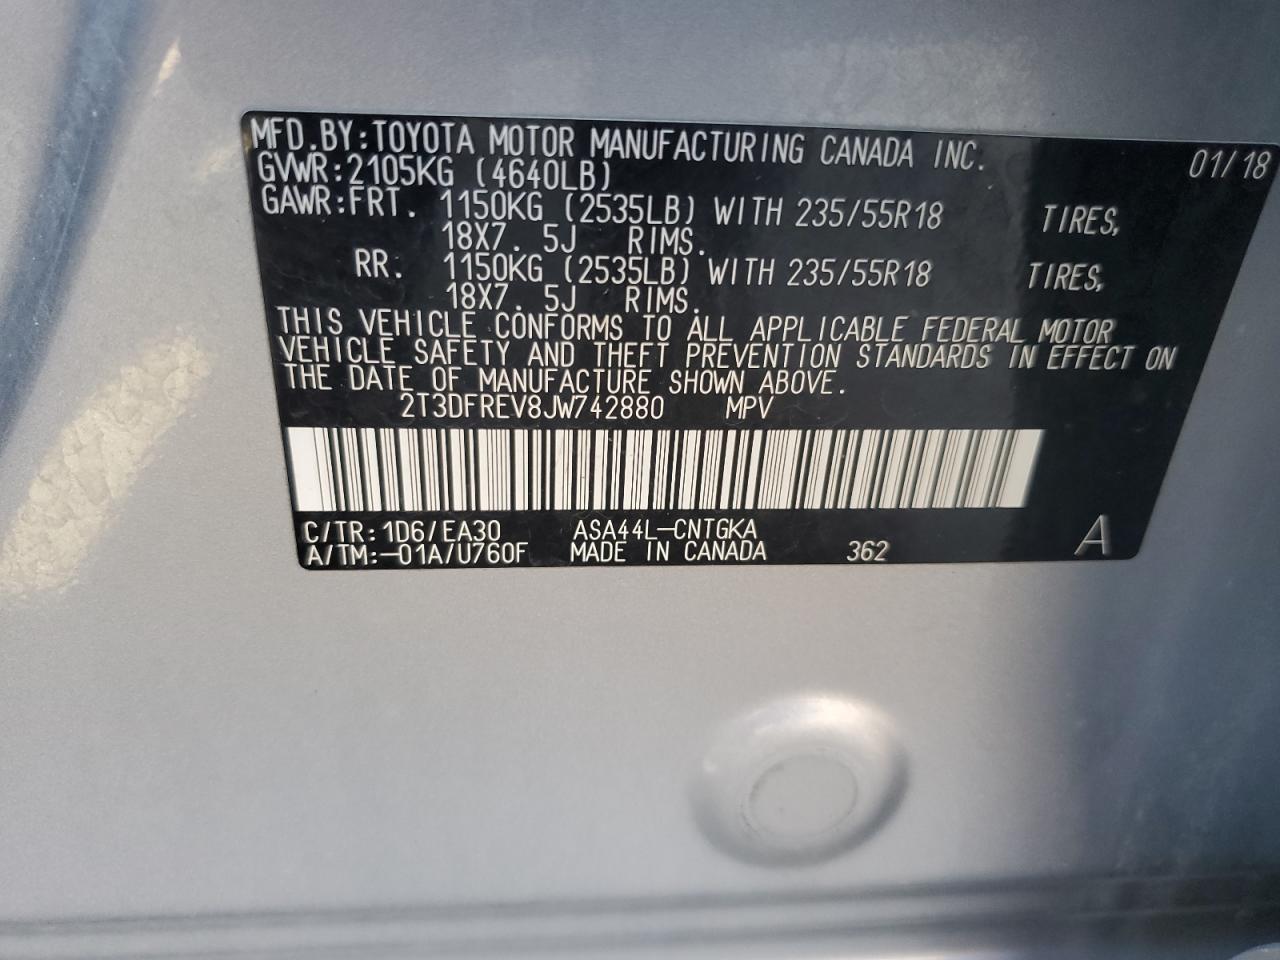 MFD.BY:TOYOTA MOTOR MANUFACTURING CANADA INC. 01/18
GVWR:2105KG (4640LB)
GAWR:FRT. 1150KG (2535LB) WITH 235/55R18 TIRES,
18X7. 5J RIMS.
RR. 1150KG (2535LB) WITH 235/55R18 TIRES,
18X7. 5J RIMS.
THIS VEHICLE CONFORMS TO ALL APPLICABLE FEDERAL MOTOR
VEHICLE SAFETY AND THEFT PREVENTION STANDARDS IN EFFECT ON
THE DATE OF MANUFACTURE SHOWN ABOVE.
2T3DFREV8JW742880 MPV
C/TR:1D6/EA30 ASA44L-CNTGKA
A/TM:-01A/U760F MADE IN CANADA 362 A